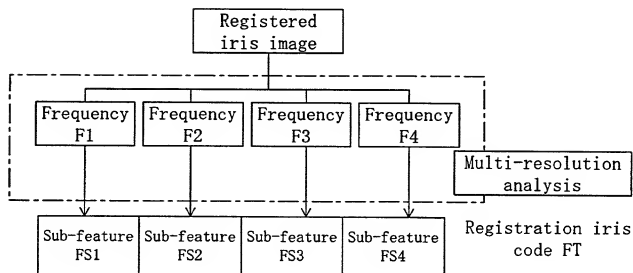 Registered
iris image
Frequency
F1
Frequency
F2
Frequency
F3
Frequency
F4
Multi-resolution
analysis
Sub-feature
FS1
Sub-feature
FS2
Sub-feature
FS3
Sub-feature
FS4
Registration iris
code FT